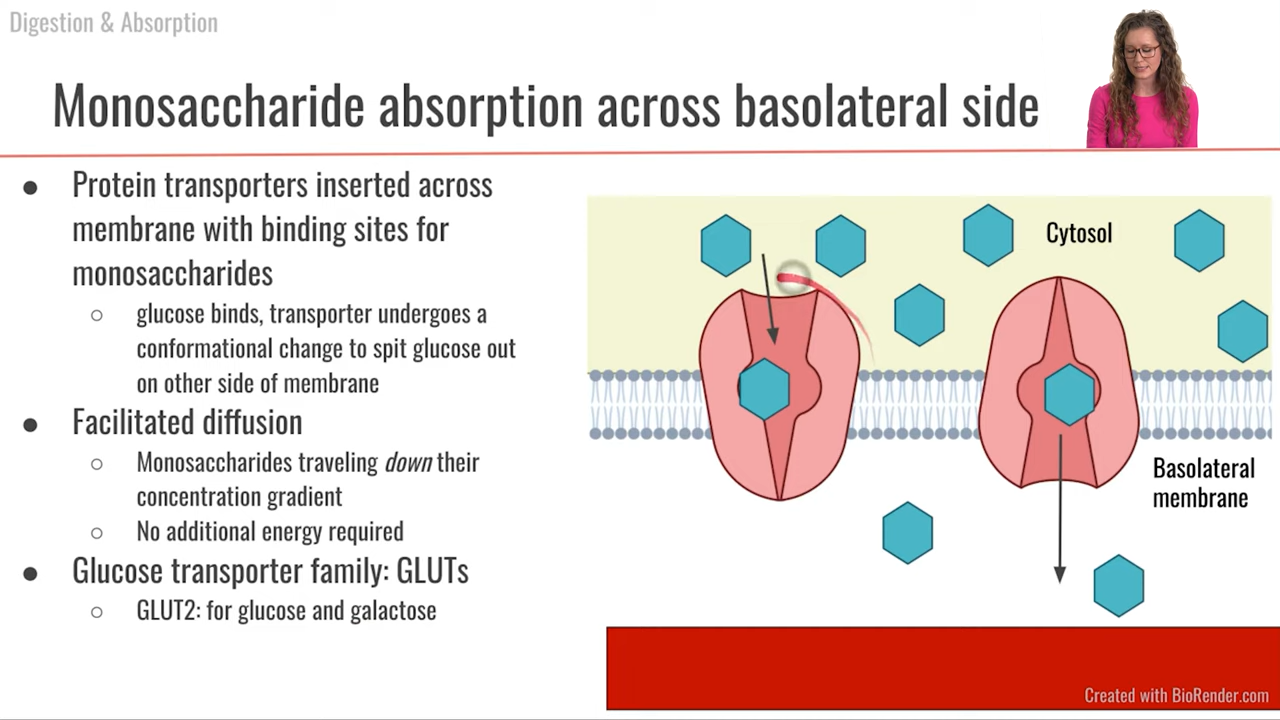 Digestion & Absorption
Monosaccharide absorption across basolateral side
● Protein transporters inserted across
membrane with binding sites for
monosaccharides
○ glucose binds, transporter undergoes a
conformational change to spit glucose out
on other side of membrane
● Facilitated diffusion
○ Monosaccharides traveling down their
concentration gradient
○ No additional energy required
● Glucose transporter family: GLUTs
○ GLUT2: for glucose and galactose
Cytosol
Basolateral
membrane
Created with BioRender.com